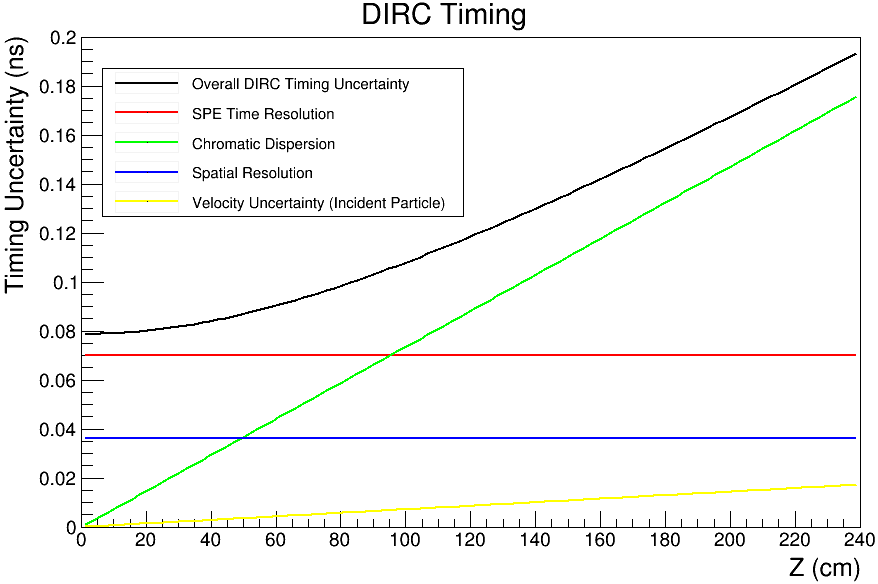 DIRC Timing
Timing Uncertainty (ns)
0.2
0.18
0.16
0.14
0.12
0.1
0.08
0.06
0.04
0.02
0
Overall DIRC Timing Uncertainty
SPE Time Resolution
Chromatic Dispersion
Spatial Resolution
Velocity Uncertainty (Incident Particle)
0 20 40 60 80 100 120 140 160 180 200 220 240
Z (cm)